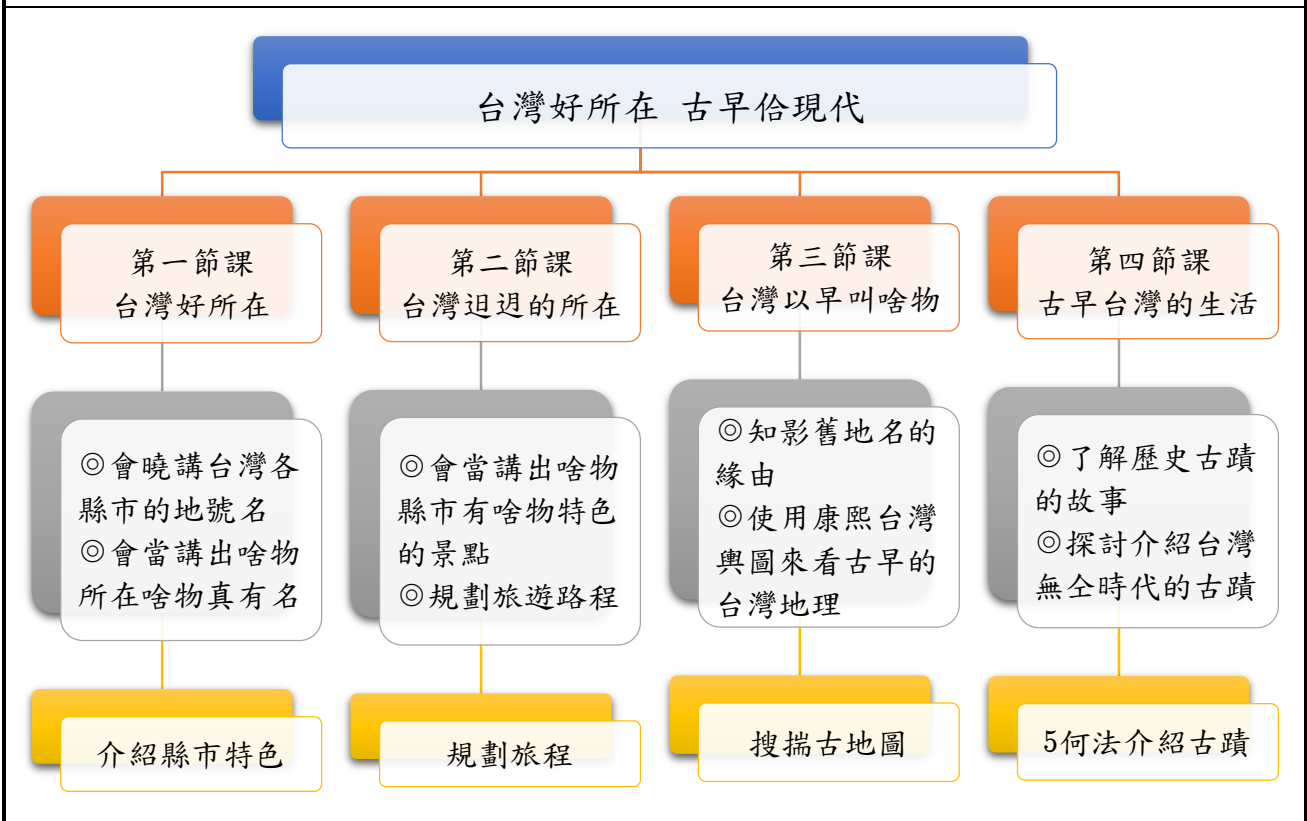 台灣好所在 古早佮現代
第一節課
台灣好所在
第二節課
台灣迌迌的所在
第三節課
台灣以早叫啥物
第四節課
古早台灣的生活
◎會曉講台灣各
縣市的地號名
◎會當講出啥物
所在啥物真有名
◎會當講出啥物
縣市有啥物特色
的景點
◎規劃旅遊路程
◎知影舊地名的
緣由
◎使用康熙台灣
輿圖來看古早的
台灣地理
◎了解歷史古蹟
的故事
◎探討介紹台灣
無仝時代的古蹟
介紹縣市特色
規劃旅程
搜揣古地圖
5何法介紹古蹟